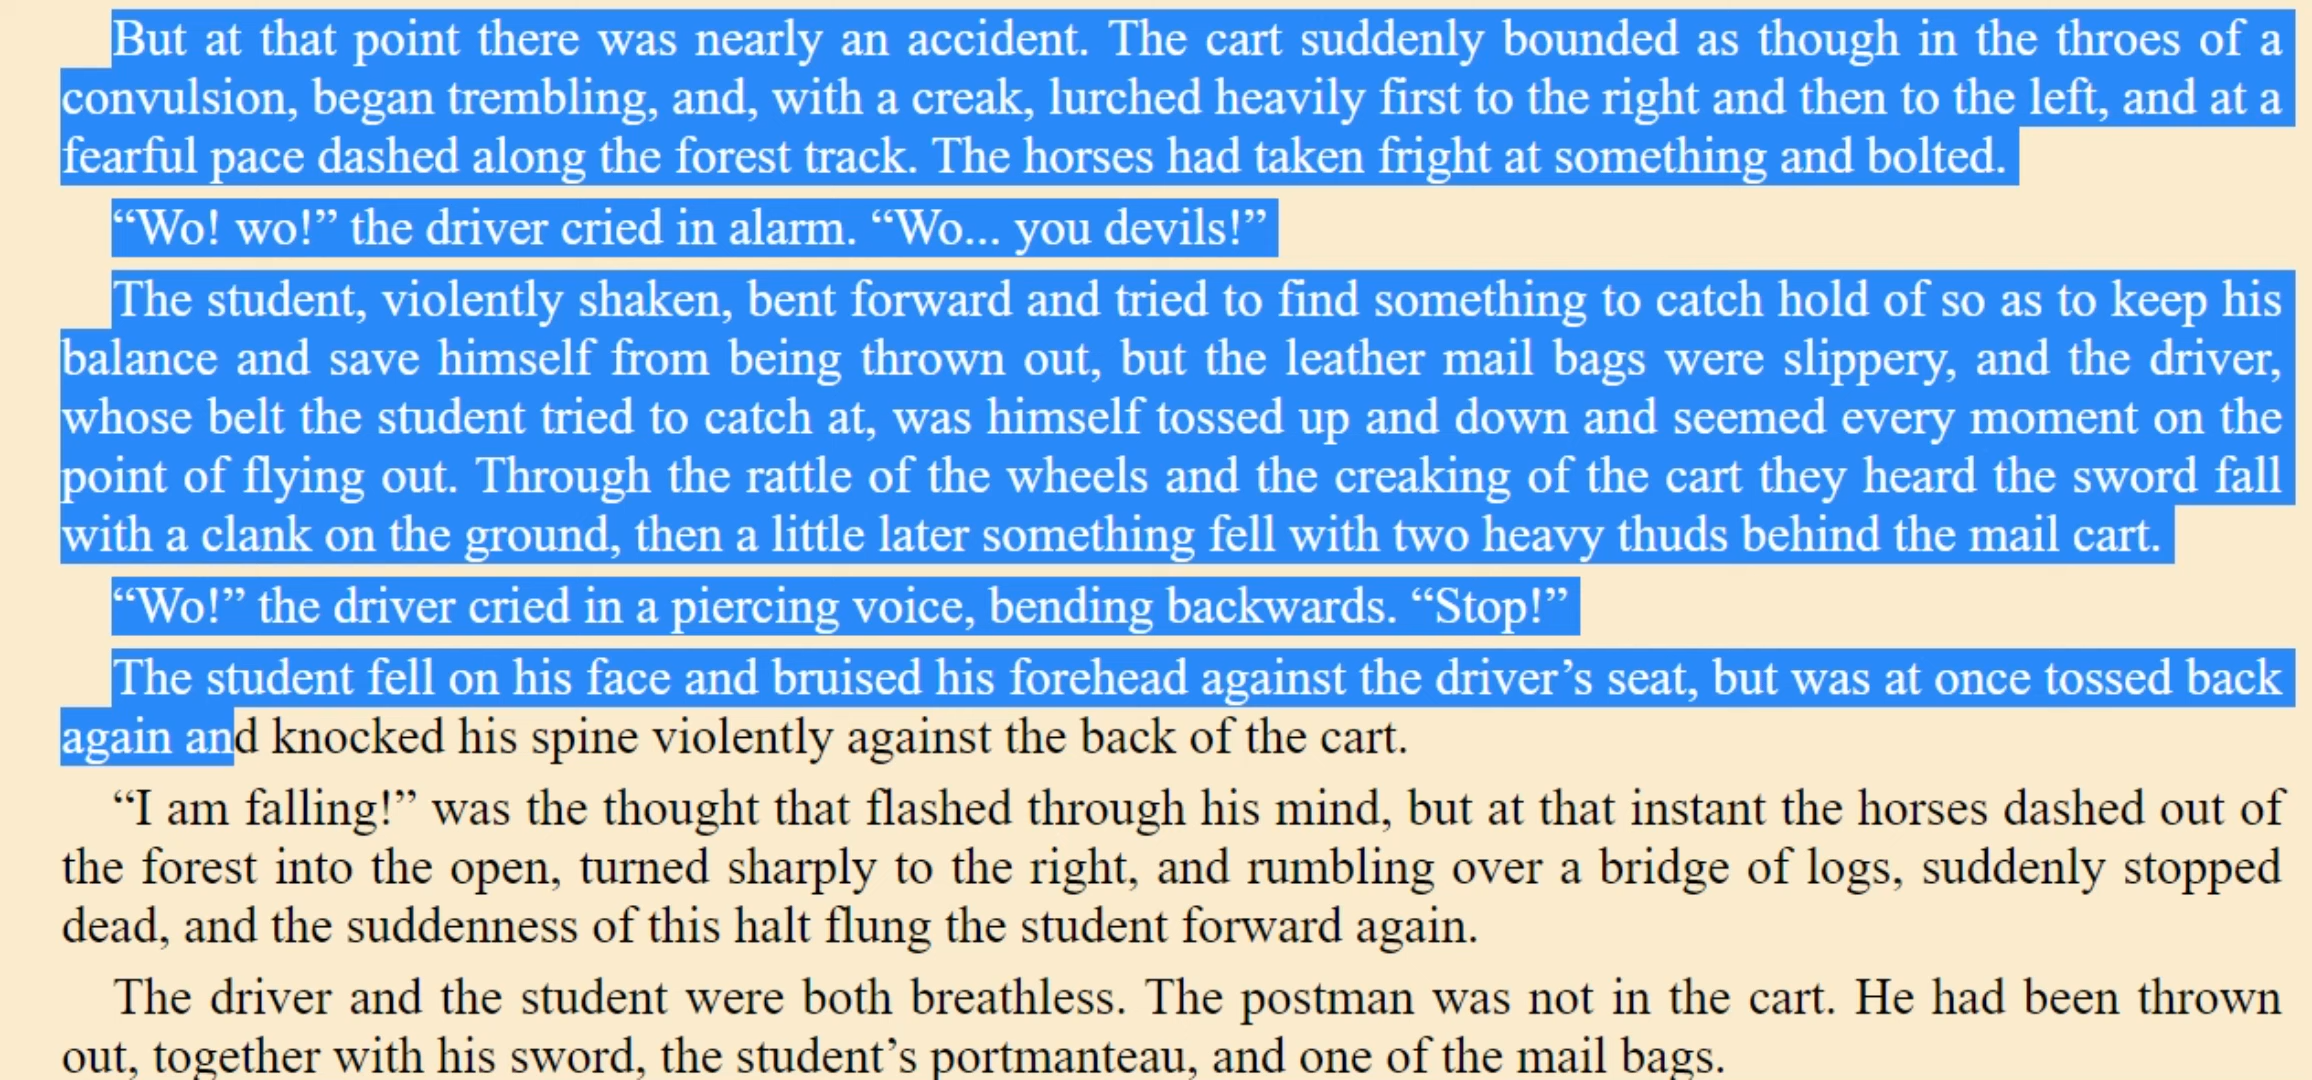 But at that point there was nearly an accident. The cart suddenly bounded as though in the throes of a
convulsion, began trembling, and, with a creak, lurched heavily first to the right and then to the left, and at a
fearful pace dashed along the forest track. The horses had taken fright at something and bolted.
“Wo! wo!” the driver cried in alarm. “Wo... you devils!”
The student, violently shaken, bent forward and tried to find something to catch hold of so as to keep his
balance and save himself from being thrown out, but the leather mail bags were slippery, and the driver,
whose belt the student tried to catch at, was himself tossed up and down and seemed every moment on the
point of flying out. Through the rattle of the wheels and the creaking of the cart they heard the sword fall
with a clank on the ground, then a little later something fell with two heavy thuds behind the mail cart.
“Wo!” the driver cried in a piercing voice, bending backwards. “Stop!”
The student fell on his face and bruised his forehead against the driver’s seat, but was at once tossed back
again and knocked his spine violently against the back of the cart.
“I am falling!” was the thought that flashed through his mind, but at that instant the horses dashed out of
the forest into the open, turned sharply to the right, and rumbling over a bridge of logs, suddenly stopped
dead, and the suddenness of this halt flung the student forward again.
The driver and the student were both breathless. The postman was not in the cart. He had been thrown
out, together with his sword, the student’s portmanteau, and one of the mail bags.